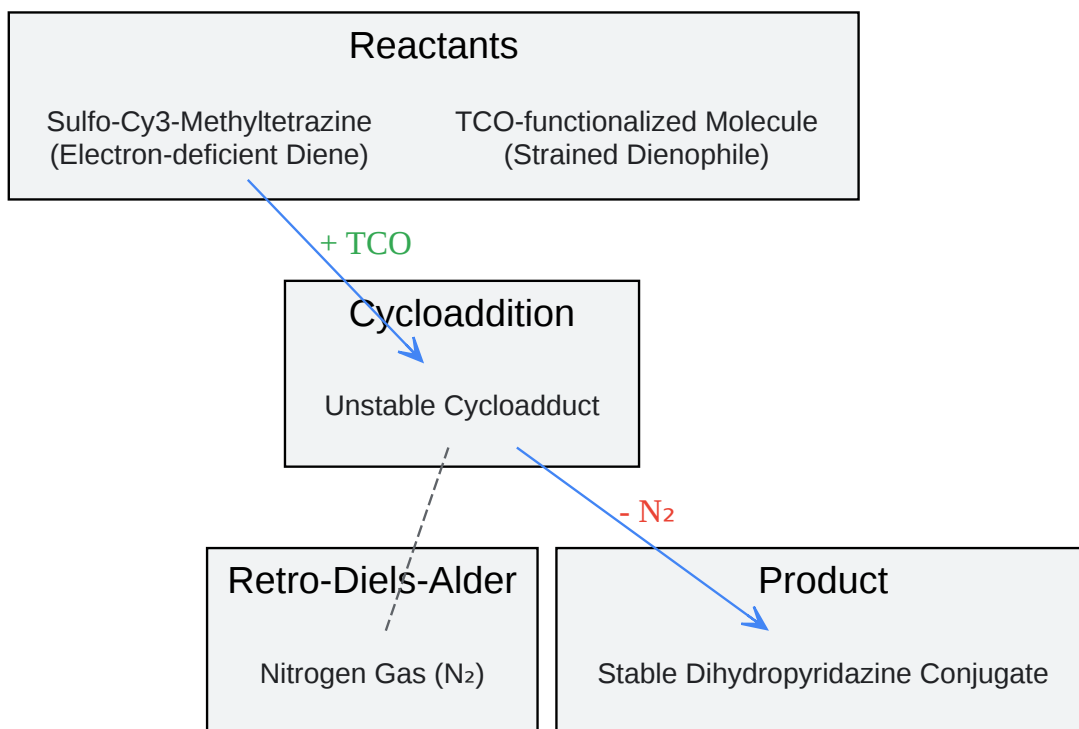 Reactants
Sulfo-Cy3-Methyltetrazine
(Electron-deficient Diene)
TCO-functionalized Molecule
(Strained Dienophile)
+ TCO
Cycloaddition
Unstable Cycloadduct
- N₂
Retro-Diels-Alder
Nitrogen Gas (N₂)
Product
Stable Dihydropyridazine Conjugate